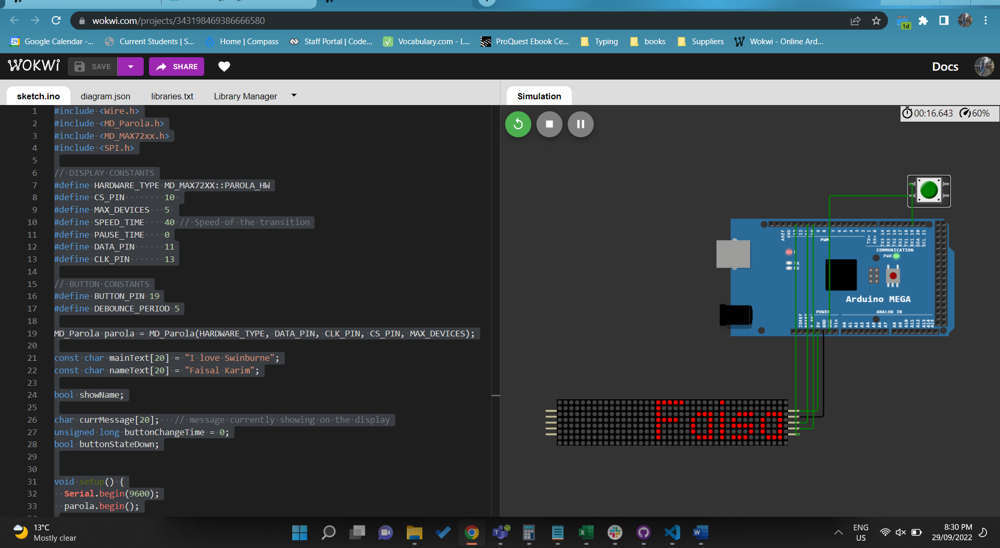 wokwi.com/projects/343198469386666580
1d
29 Google Calendar -...
Current Students | S...
Home | Compass
Staff Portal | Code...
Vocabulary.com - L...
ProQuest Ebook Ce...
Typing
books
Suppliers
Wokwi - Online Ard...
WOKWi
SAVE
SHARE
Docs
sketch.ino
diagram.json
libraries.txt
Library Manager
Simulation
00:16.643 60%
1 #include <Wire.h>
2 #include <MD_Parola.h>
3 #include <MD_MAX72xx.h>
4 #include <SPI.h>
5
6 // DISPLAY CONSTANTS
7 #define HARDWARE_TYPE MD_MAX72XX::PAROLA_HW
8 #define CS_PIN 10
9 #define MAX_DEVICES 5
10 #define SPEED_TIME 40 // Speed of the transition
11 #define PAUSE_TIME 0
12 #define DATA_PIN 11
13 #define CLK_PIN 13
14
15 // BUTTON CONSTANTS
16 #define BUTTON_PIN 19
17 #define DEBOUNCE_PERIOD 5
18
19 MD_Parola parola = MD_Parola(HARDWARE_TYPE, DATA_PIN, CLK_PIN, CS_PIN, MAX_DEVICES);
20
21 const char mainText[20] = "I love Swinburne";
22 const char nameText[20] = "Faisal Karim";
23
24 bool showName;
25
26 char currMessage[20]; // message currently showing on the display
27 unsigned long buttonChangeTime = 0;
28 bool buttonStateDown;
29
30
31 void setup() {
32 Serial.begin(9600);
33 parola.begin();
AREF
GND
13
12
11
10
9
8
7
6
5
4
3
2
TX→ 1
RX← 0
TX3 14
RX3 15
TX2 16
RX2 17
TX1 18
RX1 19
SDA 20
SCL 21
PWM
COMMUNICATION
PWR
L
TX
RX
Arduino MEGA
POWER
ANALOG IN
IOREF
RESET
5V
GND
Vin
A0
A1
A2
A3
A4
A5
A6
A7
A8
A9
A10
A11
A12
A13
A14
A15
13°C
Mostly clear
ENG
US
8:30 PM
29/09/2022